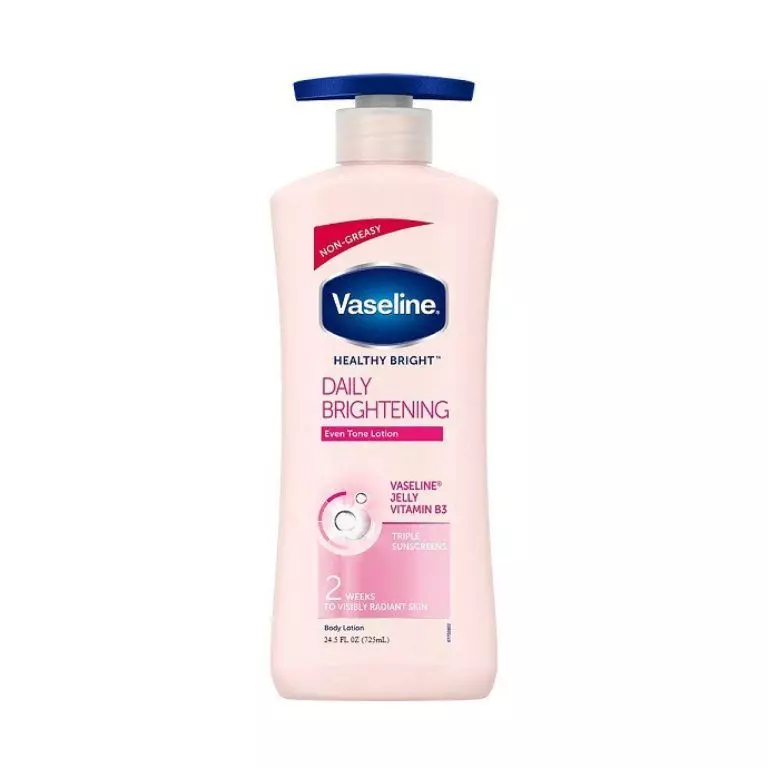 NON-GREASY
Vaseline®
HEALTHY BRIGHT™
DAILY
BRIGHTENING
Even Tone Lotion
VASELINE®
JELLY
VITAMIN B3
TRIPLE
SUNSCREENS
2 WEEKS
TO VISIBLY RADIANT SKIN
Body Lotion
24.5 FL OZ (725mL)